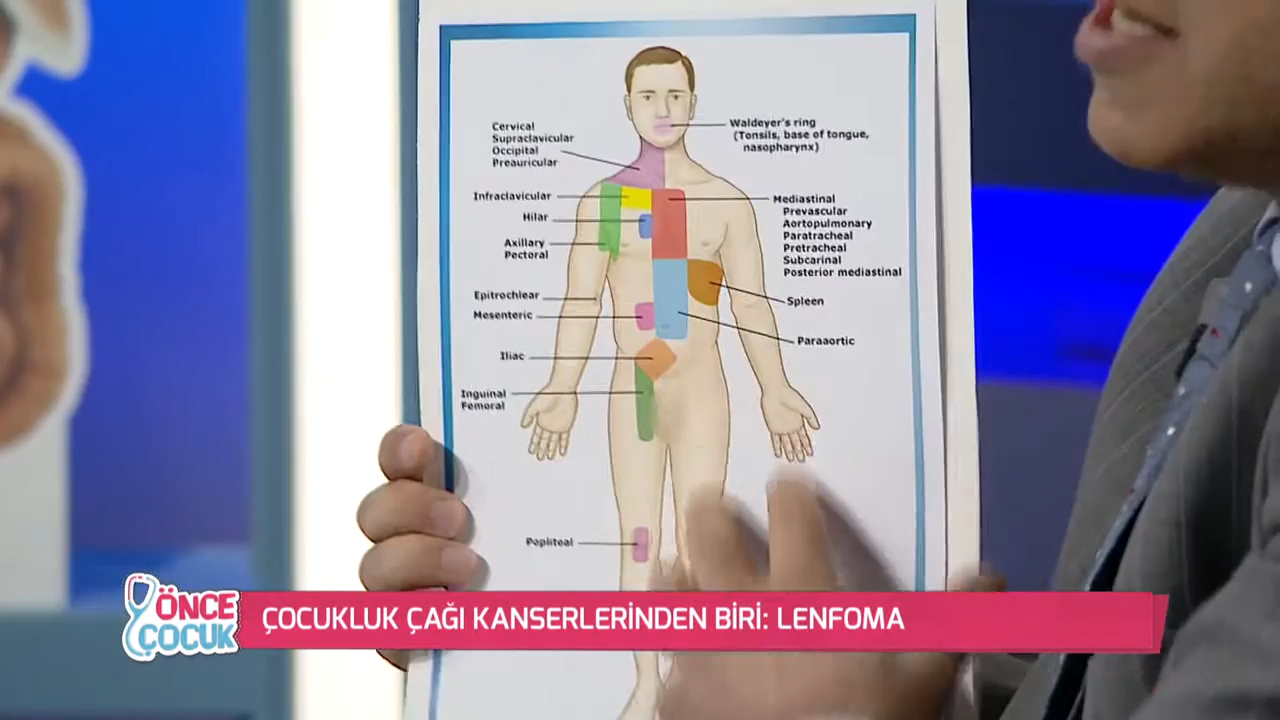 Cervical
Supraclavicular
Occipital
Preauricular
Infraclavicular
Hilar
Axillary
Pectoral
Epitrochlear
Mesenteric
Iliac
Inguinal
Femoral
Popliteal
Waldeyer's ring
(Tonsils, base of tongue,
nasopharynx)
Mediastinal
Prevascular
Aortopulmonary
Paratracheal
Pretracheal
Subcarinal
Posterior mediastinal
Spleen
Paraaortic
ÖNCE
ÇOCUK
ÇOCUKLUK ÇAĞI KANSERLERİNDEN BİRİ: LENFOMA